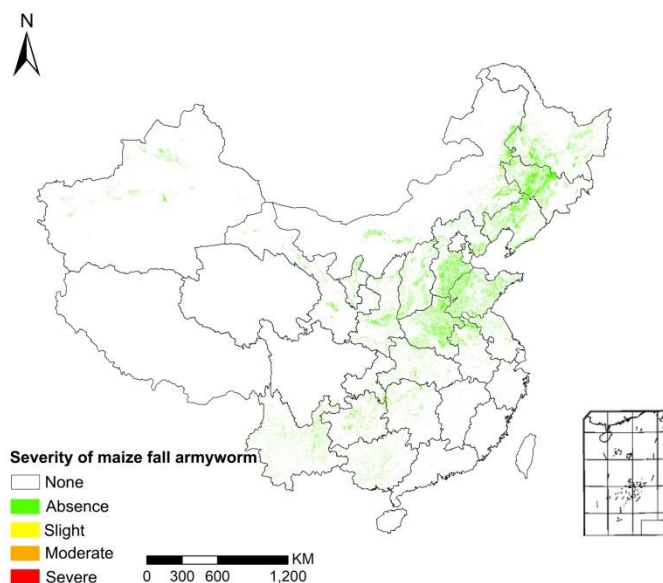 N
Severity of maize fall armyworm
None
Absence
Slight
Moderate
Severe
KM
0 300 600 1,200